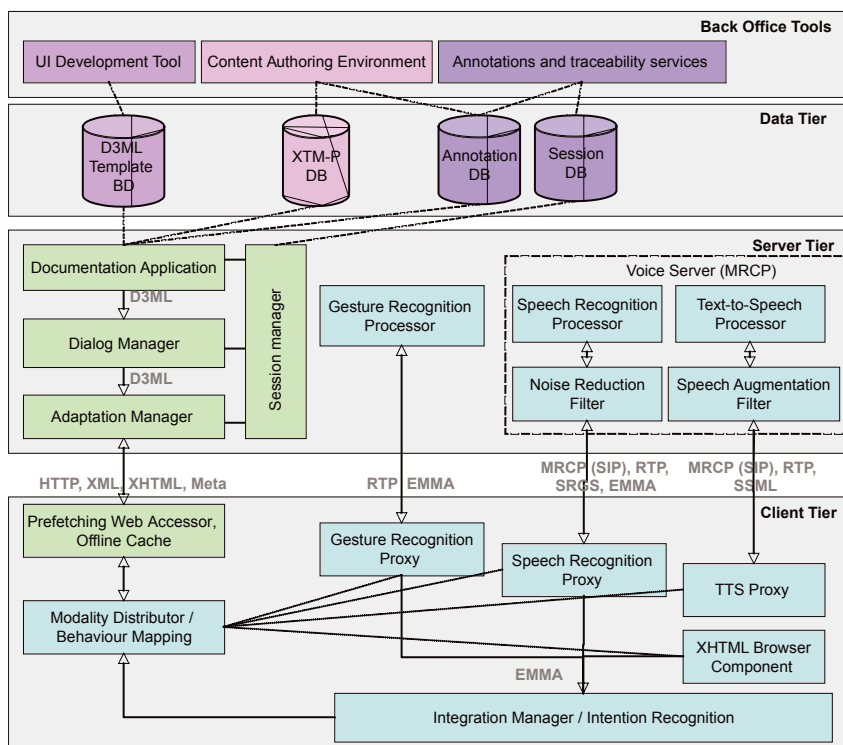 Back Office Tools
UI Development Tool
Content Authoring Environment
Annotations and traceability services
Data Tier
D3ML
Template
BD
XTM-P
DB
Annotation
DB
Session
DB
Server Tier
Voice Server (MRCP)
Documentation Application
D3ML
Dialog Manager
D3ML
Adaptation Manager
Session manager
Gesture Recognition
Processor
Speech Recognition
Processor
Text-to-Speech
Processor
Noise Reduction
Filter
Speech Augmentation
Filter
HTTP, XML, XHTML, Meta
RTP, EMMA
MRCP (SIP), RTP,
SRGS, EMMA
MRCP (SIP), RTP,
SSML
Client Tier
Prefetching Web Accessor,
Offline Cache
Gesture Recognition
Proxy
Speech Recognition
Proxy
TTS Proxy
Modality Distributor /
Behaviour Mapping
XHTML Browser
Component
EMMA
Integration Manager / Intention Recognition